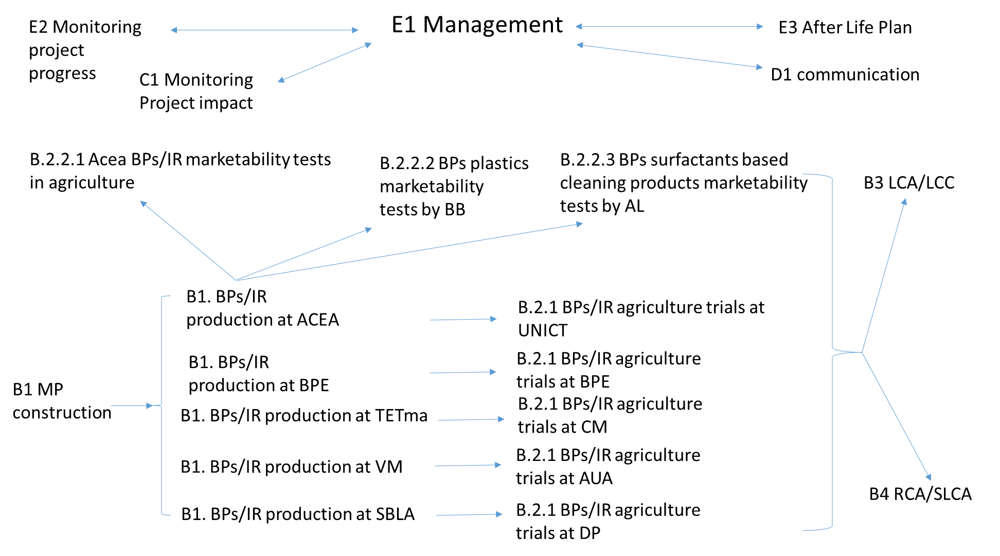 E2 Monitoring
project
progress
E1 Management
E3 After Life Plan
C1 Monitoring
Project impact
D1 communication
B.2.2.1 Acea BPs/IR marketability tests
in agriculture
B.2.2.2 BPs plastics
marketability
tests by BB
B.2.2.3 BPs surfactants based
cleaning products marketability
tests by AL
B3 LCA/LCC
B1. BPs/IR
production at ACEA
B.2.1 BPs/IR agriculture trials at
UNICT
B1. BPs/IR
production at BPE
B.2.1 BPs/IR agriculture
trials at BPE
B1 MP
construction
B1. BPs/IR production at TETma
B.2.1 BPs/IR agriculture
trials at CM
B1. BPs/IR production at VM
B.2.1 BPs/IR agriculture
trials at AUA
B4 RCA/SLCA
B1. BPs/IR production at SBLA
B.2.1 BPs/IR agriculture
trials at DP